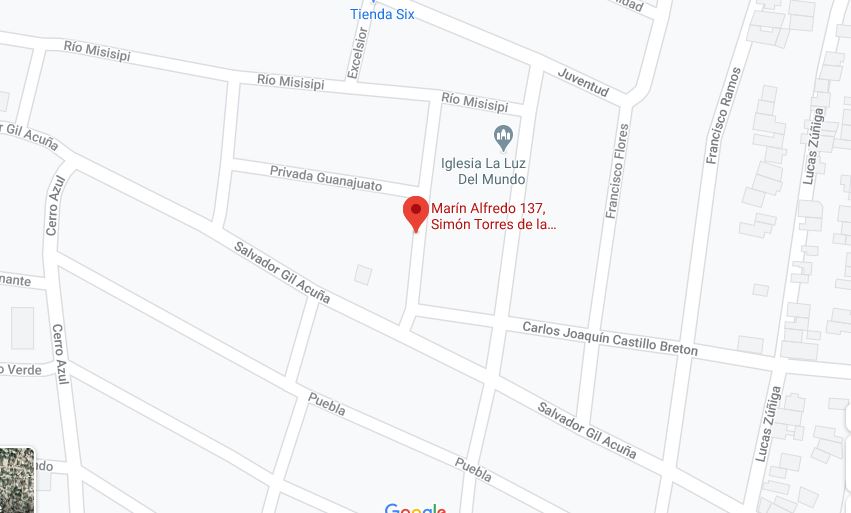 Tienda Six
Río Misisipi
Excelsior
Río Misisipi
Juventud
Río Misisipi
Gil Acuña
Iglesia La Luz
Del Mundo
Privada Guanajuato
Cerro Azul
Francisco Flores
Francisco Ramos
Lucas Zúñiga
Marín Alfredo 137,
Simón Torres de la...
Salvador Gil Acuña
Carlos Joaquín Castillo Breton
Cerro Azul
Verde
Puebla
Salvador Gil Acuña
Lucas Zúñiga
Puebla
Google